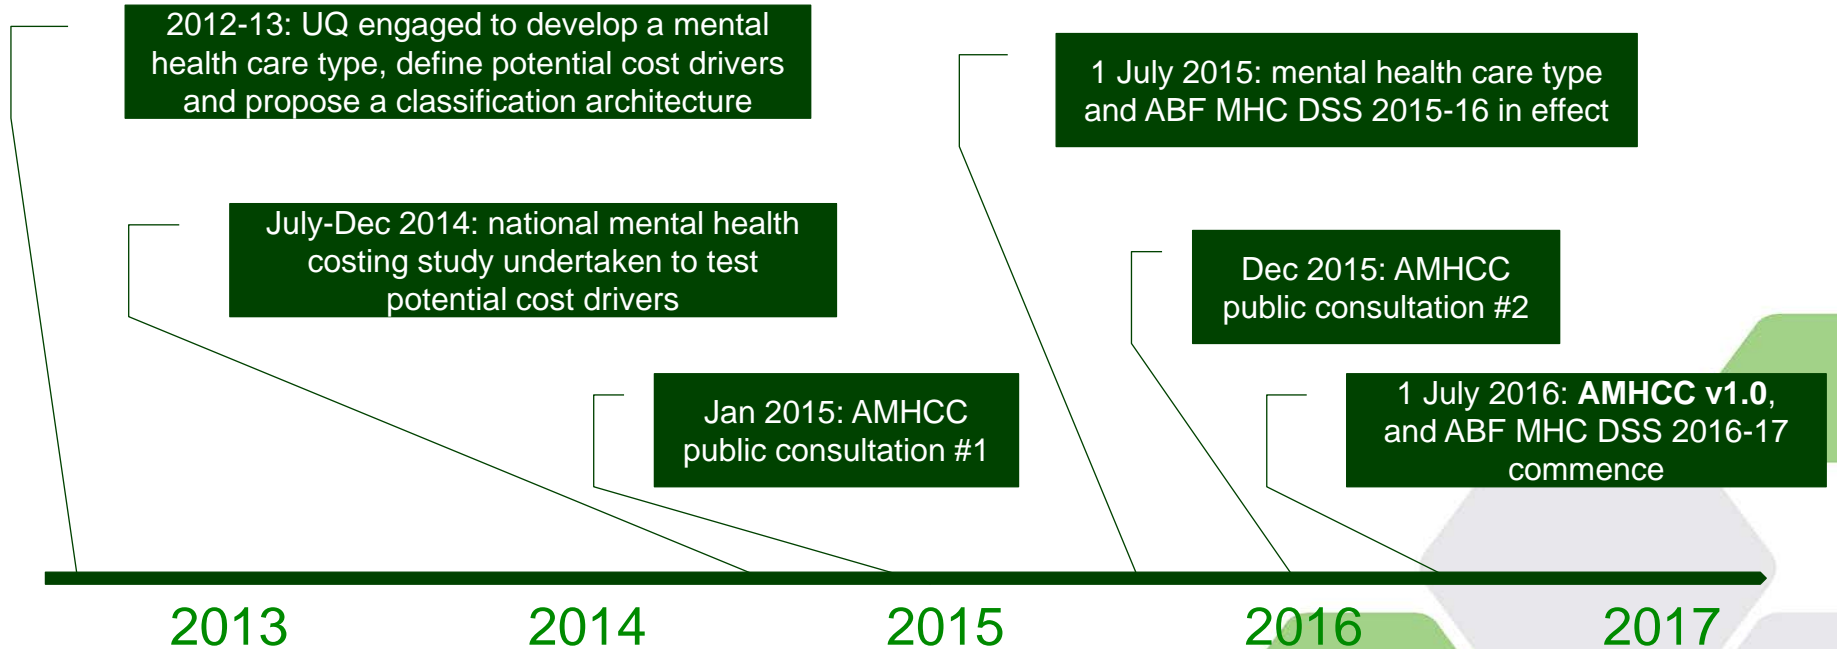 2012-13: UQ engaged to develop a mental
health care type, define potential cost drivers
and propose a classification architecture
1 July 2015: mental health care type
and ABF MHC DSS 2015-16 in effect
July-Dec 2014: national mental health
costing study undertaken to test
potential cost drivers
Dec 2015: AMHCC
public consultation #2
Jan 2015: AMHCC
public consultation #1
1 July 2016: AMHCC v1.0,
and ABF MHC DSS 2016-17
commence
2013 2014 2015 2016 2017